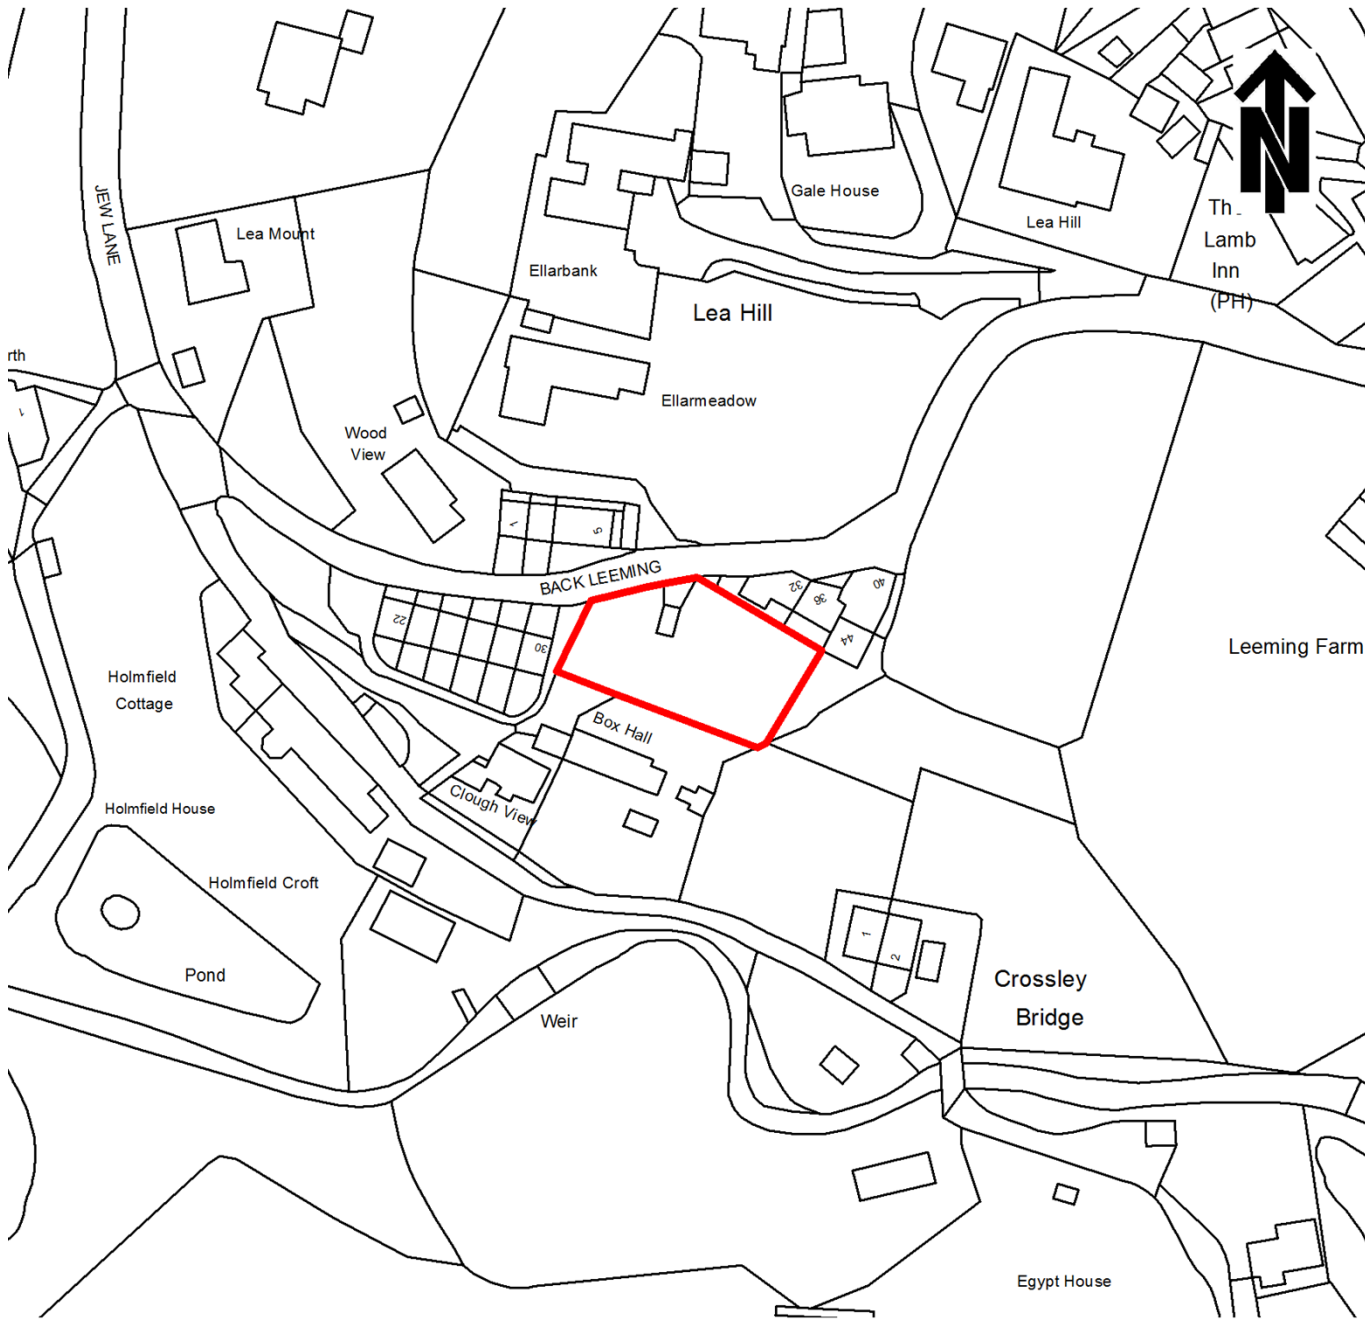 N
JEW LANE
Lea Mount
Gale House
Lea Hill
Th
Lamb
Inn
(PH)
Ellarbank
Lea Hill
rth
1
Ellarmeadow
Wood
View
1
5
BACK LEEMING
22
30
32
36
40
44
Leeming Farm
Holmfield
Cottage
Box Hall
Clough View
Holmfield House
Holmfield Croft
Pond
1
2
Crossley
Bridge
Weir
Egypt House